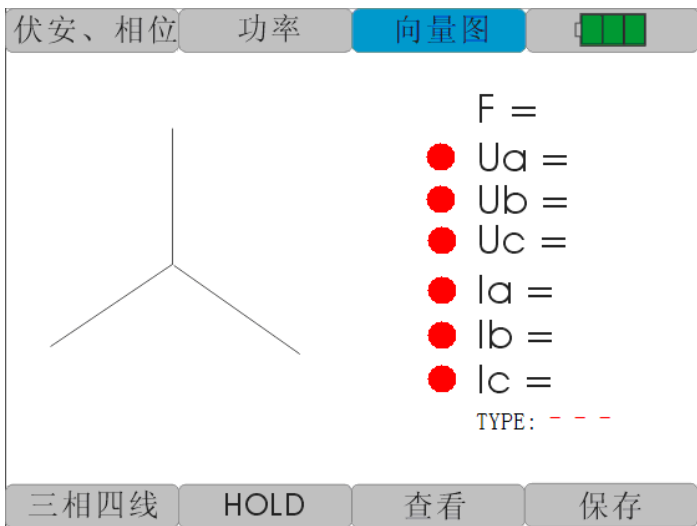 伏安、相位 功率 向量图
F =
Ua =
Ub =
Uc =
Ia =
Ib =
Ic =
TYPE: - - -
三相四线 HOLD 查看 保存